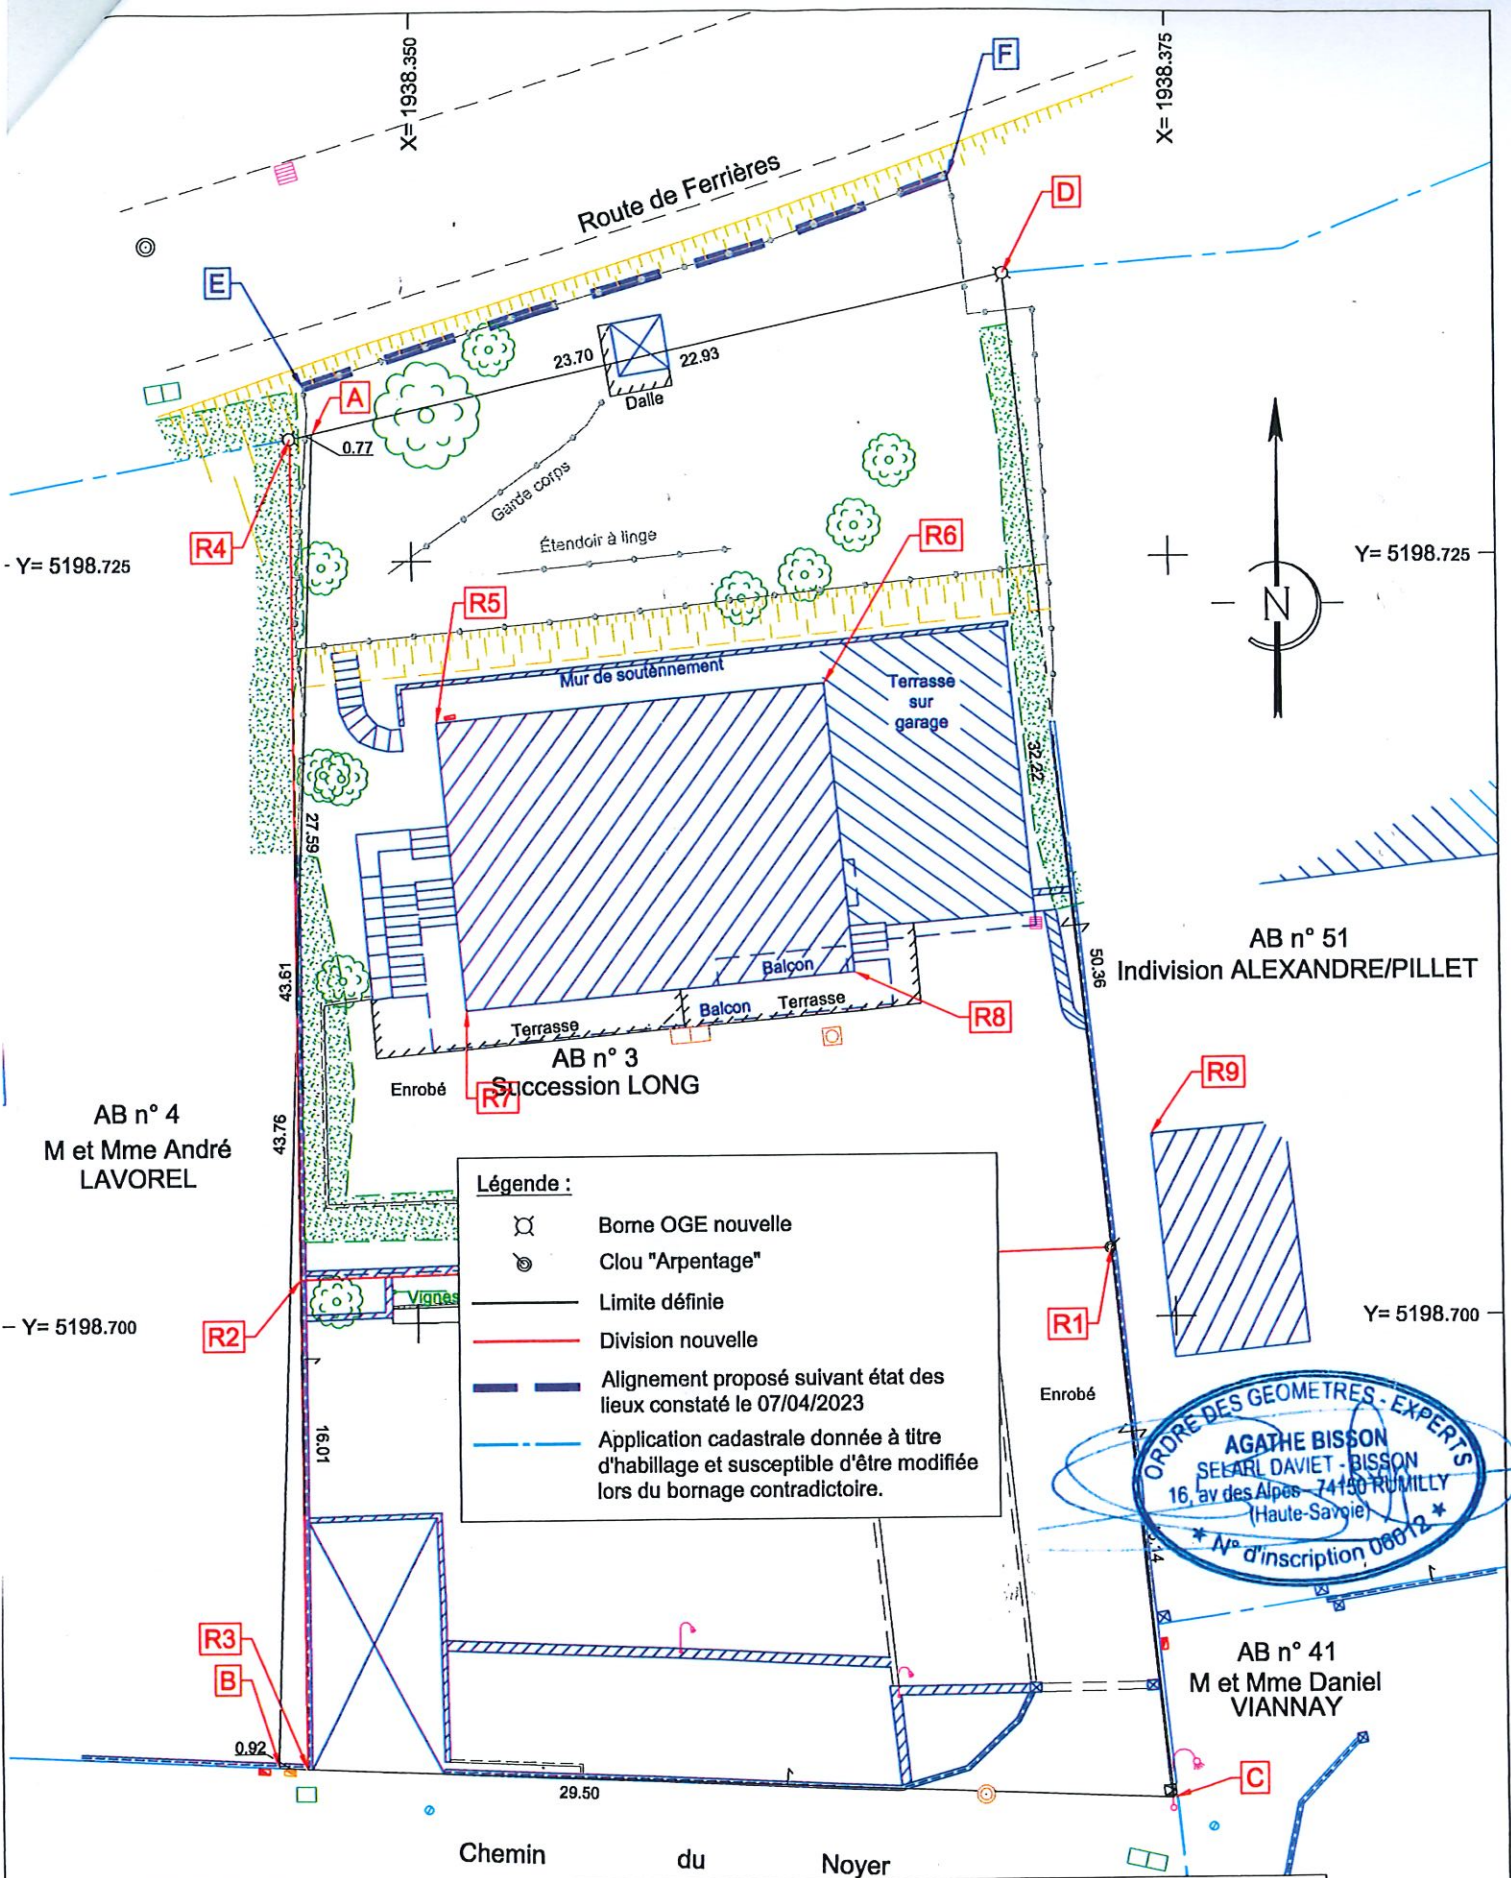 X= 1938.350
X= 1938.375
F
Route de Ferrières
D
E
A
23.70
22.93
Dalle
0.77
Garde corps
R4
Étendoir à linge
R6
Y= 5198.725
Y= 5198.725
R5
N
Mur de soutènnement
Terrasse
sur
garage
32.22
27.59
43.61
50.36
AB n° 51
Indivision ALEXANDRE/PILLET
Balcon
Balcon
Terrasse
Terrasse
R8
AB n° 3
Succession LONG
Enrobé
R7
R9
AB n° 4
M et Mme André
LAVOREL
43.76
Légende :
Borne OGE nouvelle
Clou "Arpentage"
Limite définie
Division nouvelle
Alignement proposé suivant état des
lieux constaté le 07/04/2023
Application cadastrale donnée à titre
d'habillage et susceptible d'être modifiée
lors du bornage contradictoire.
Vignes
R2
R1
Y= 5198.700
Y= 5198.700
Enrobé
16.01
ORDRE DES GEOMETRES - EXPERTS
AGATHE BISSON
SELARL DAVIET - BISSON
16, av des Alpes - 74150 RUMILLY
(Haute-Savoie)
N° d'inscription 06012
R3
B
AB n° 41
M et Mme Daniel
VIANNAY
0.92
29.50
C
Chemin du Noyer